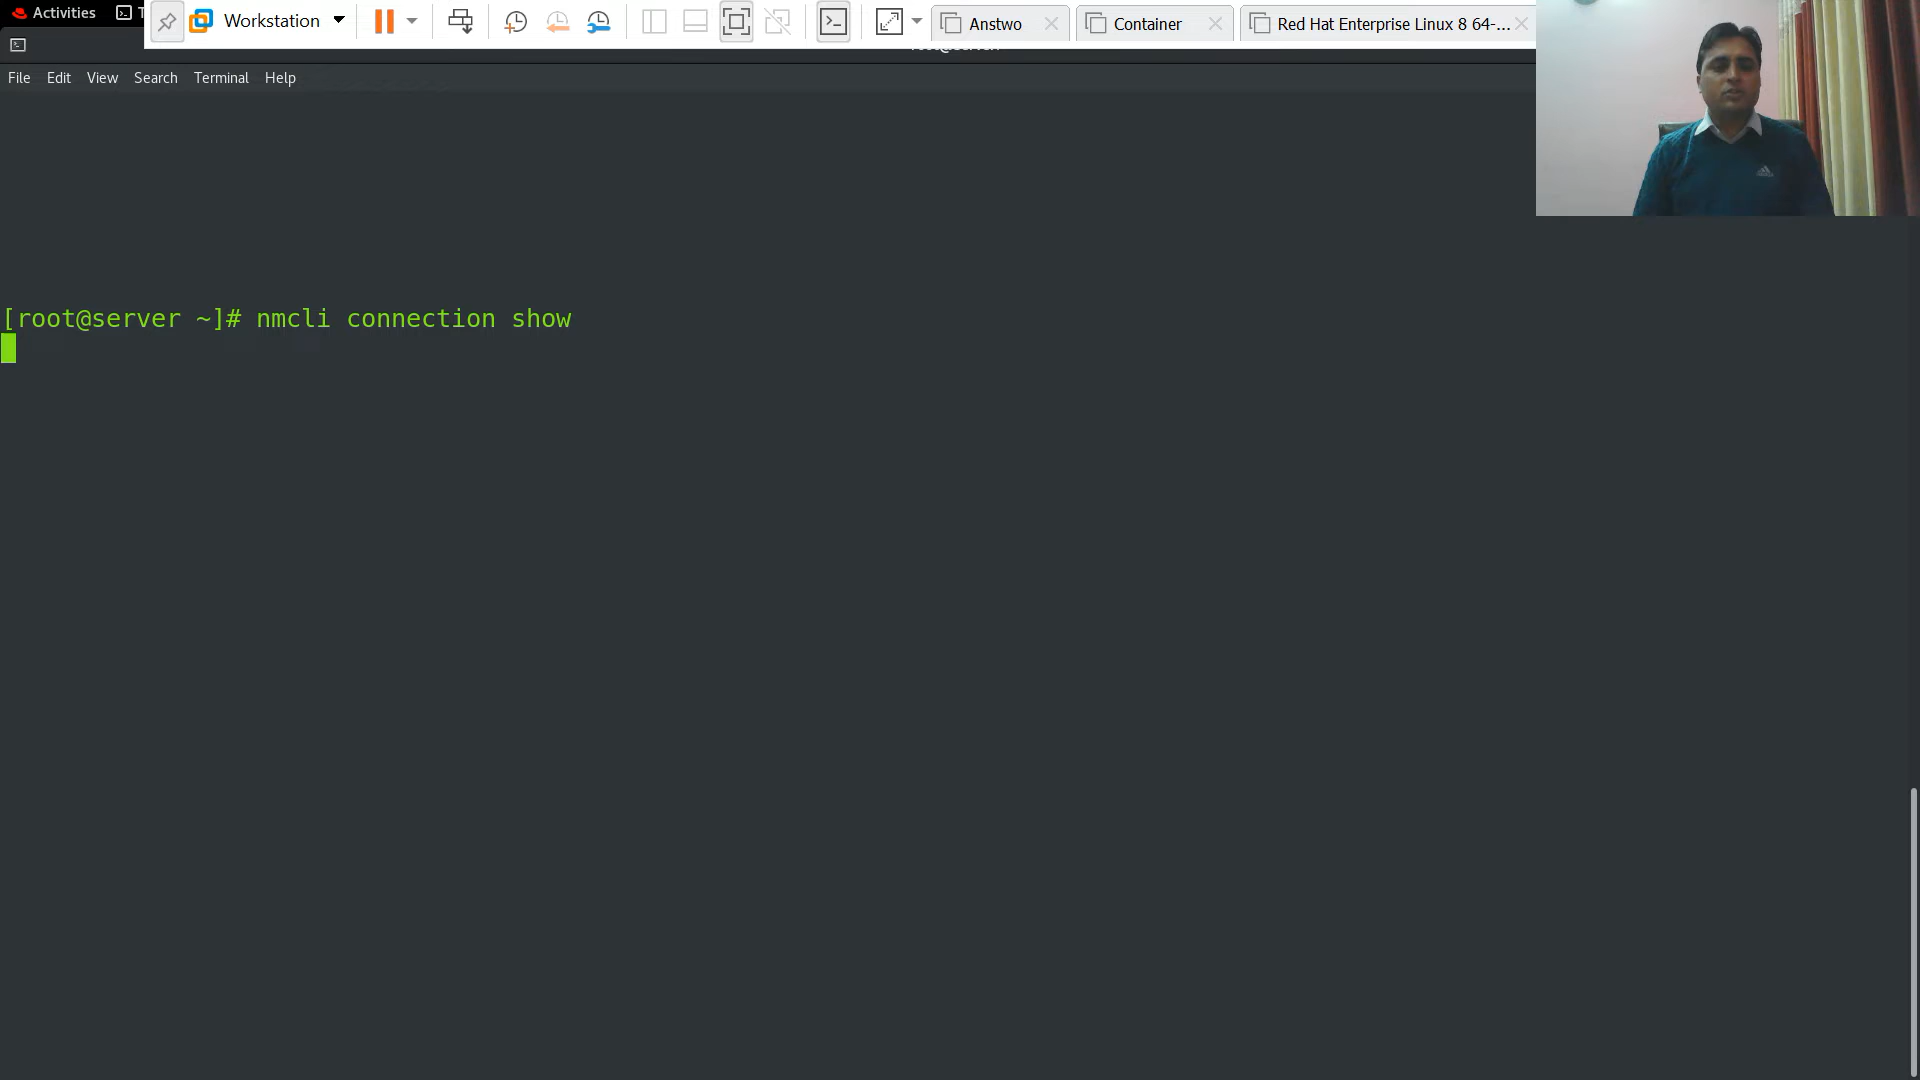 Activities
Workstation
Anstwo
Container
Red Hat Enterprise Linux 8 64-...
File Edit View Search Terminal Help
[root@server ~]# nmcli connection show